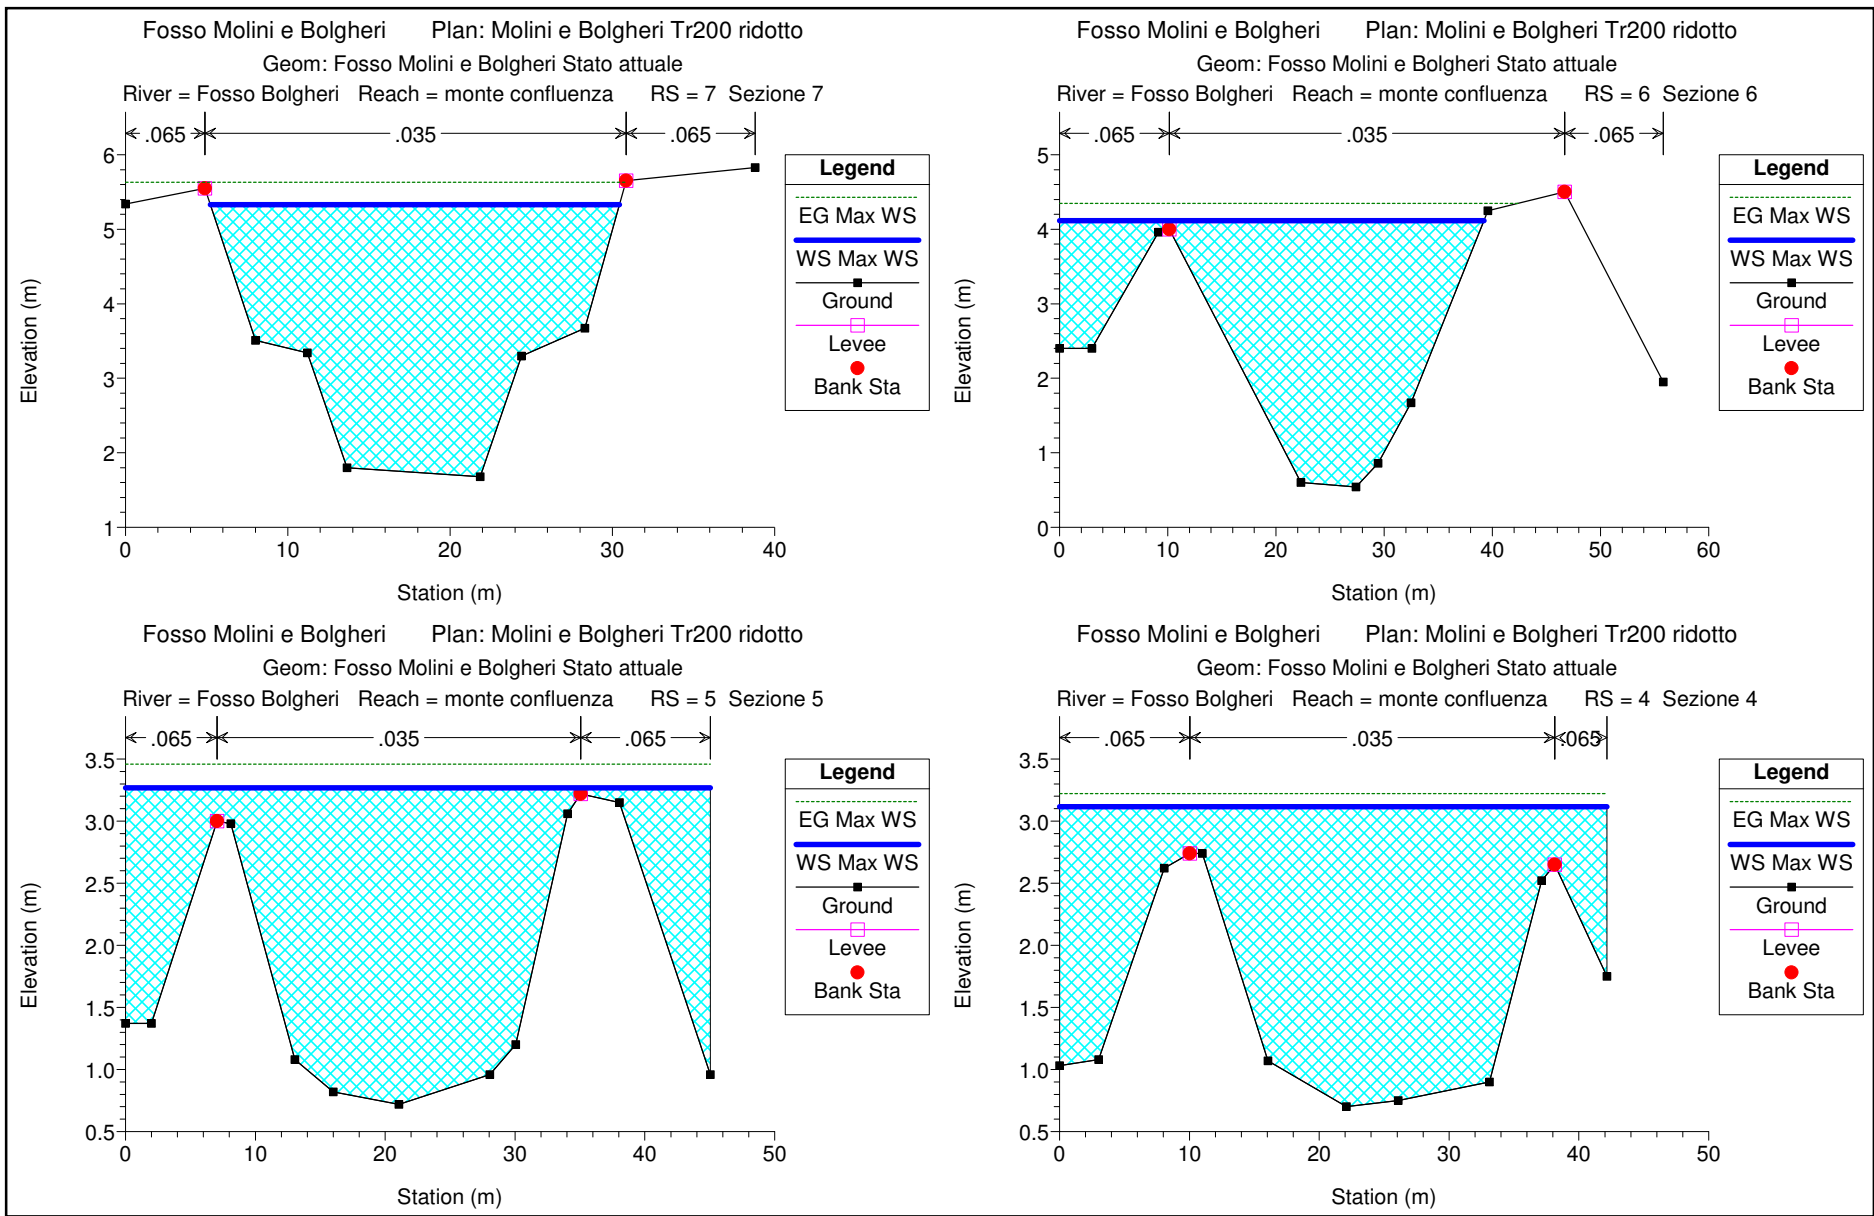 Fosso Molini e Bolgheri Plan: Molini e Bolgheri Tr200 ridotto
Geom: Fosso Molini e Bolgheri Stato attuale
River = Fosso Bolgheri Reach = monte confluenza RS = 7 Sezione 7
.065 .035 .065
6
5
4
3
2
1
Elevation (m)
0 10 20 30 40
Station (m)
Legend
EG Max WS
WS Max WS
Ground
Levee
Bank Sta
Fosso Molini e Bolgheri Plan: Molini e Bolgheri Tr200 ridotto
Geom: Fosso Molini e Bolgheri Stato attuale
River = Fosso Bolgheri Reach = monte confluenza RS = 6 Sezione 6
.065 .035 .065
5
4
3
2
1
0
Elevation (m)
0 10 20 30 40 50 60
Station (m)
Legend
EG Max WS
WS Max WS
Ground
Levee
Bank Sta
Fosso Molini e Bolgheri Plan: Molini e Bolgheri Tr200 ridotto
Geom: Fosso Molini e Bolgheri Stato attuale
River = Fosso Bolgheri Reach = monte confluenza RS = 5 Sezione 5
.065 .035 .065
3.5
3.0
2.5
2.0
1.5
1.0
0.5
Elevation (m)
0 10 20 30 40 50
Station (m)
Legend
EG Max WS
WS Max WS
Ground
Levee
Bank Sta
Fosso Molini e Bolgheri Plan: Molini e Bolgheri Tr200 ridotto
Geom: Fosso Molini e Bolgheri Stato attuale
River = Fosso Bolgheri Reach = monte confluenza RS = 4 Sezione 4
.065 .035 .065
3.5
3.0
2.5
2.0
1.5
1.0
0.5
Elevation (m)
0 10 20 30 40 50
Station (m)
Legend
EG Max WS
WS Max WS
Ground
Levee
Bank Sta